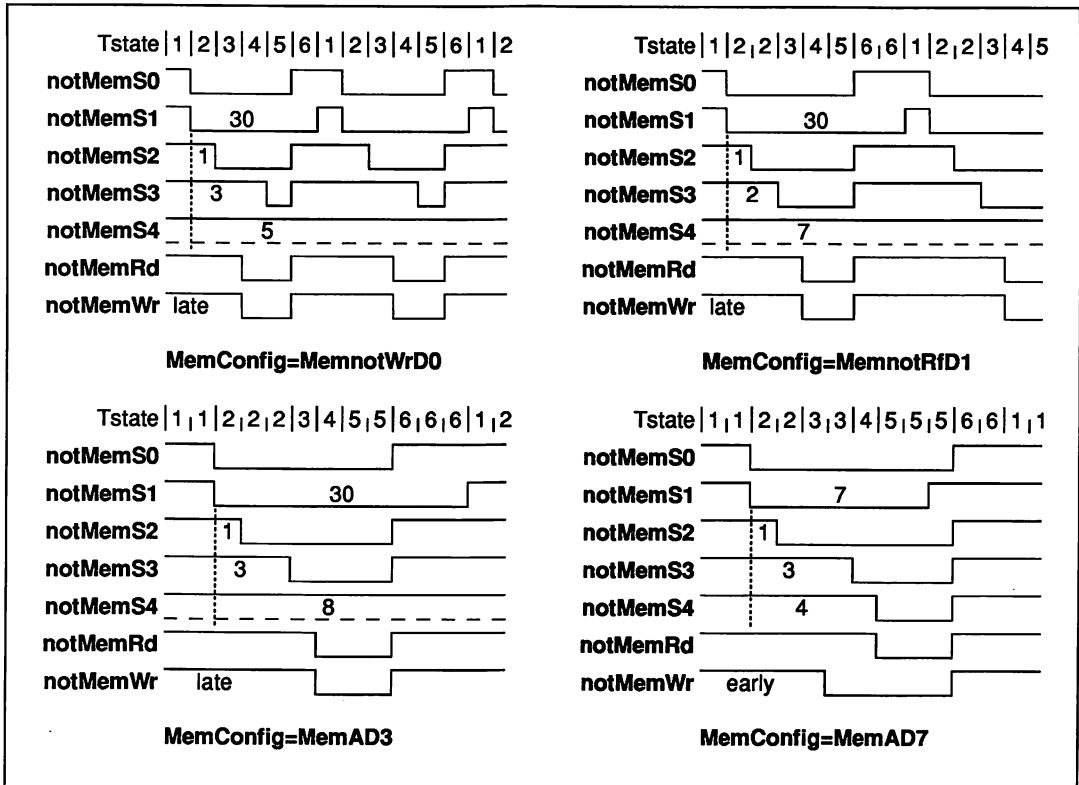 Tstate |1|2|3|4|5|6|1|2|3|4|5|6|1|2
notMemS0
notMemS1 30
notMemS2 1
notMemS3 3
notMemS4 5
notMemRd
notMemWr late
MemConfig=MemnotWrD0
Tstate |1|2|2|3|4|5|6|6|1|2|2|3|4|5
notMemS0
notMemS1 30
notMemS2 1
notMemS3 2
notMemS4 7
notMemRd
notMemWr late
MemConfig=MemnotRfD1
Tstate |1|1|2|2|2|3|4|5|5|6|6|6|1|2
notMemS0
notMemS1 30
notMemS2 1
notMemS3 3
notMemS4 8
notMemRd
notMemWr late
MemConfig=MemAD3
Tstate |1|1|2|2|3|3|4|5|5|5|6|6|1|1
notMemS0
notMemS1 7
notMemS2 1
notMemS3 3
notMemS4 4
notMemRd
notMemWr early
MemConfig=MemAD7